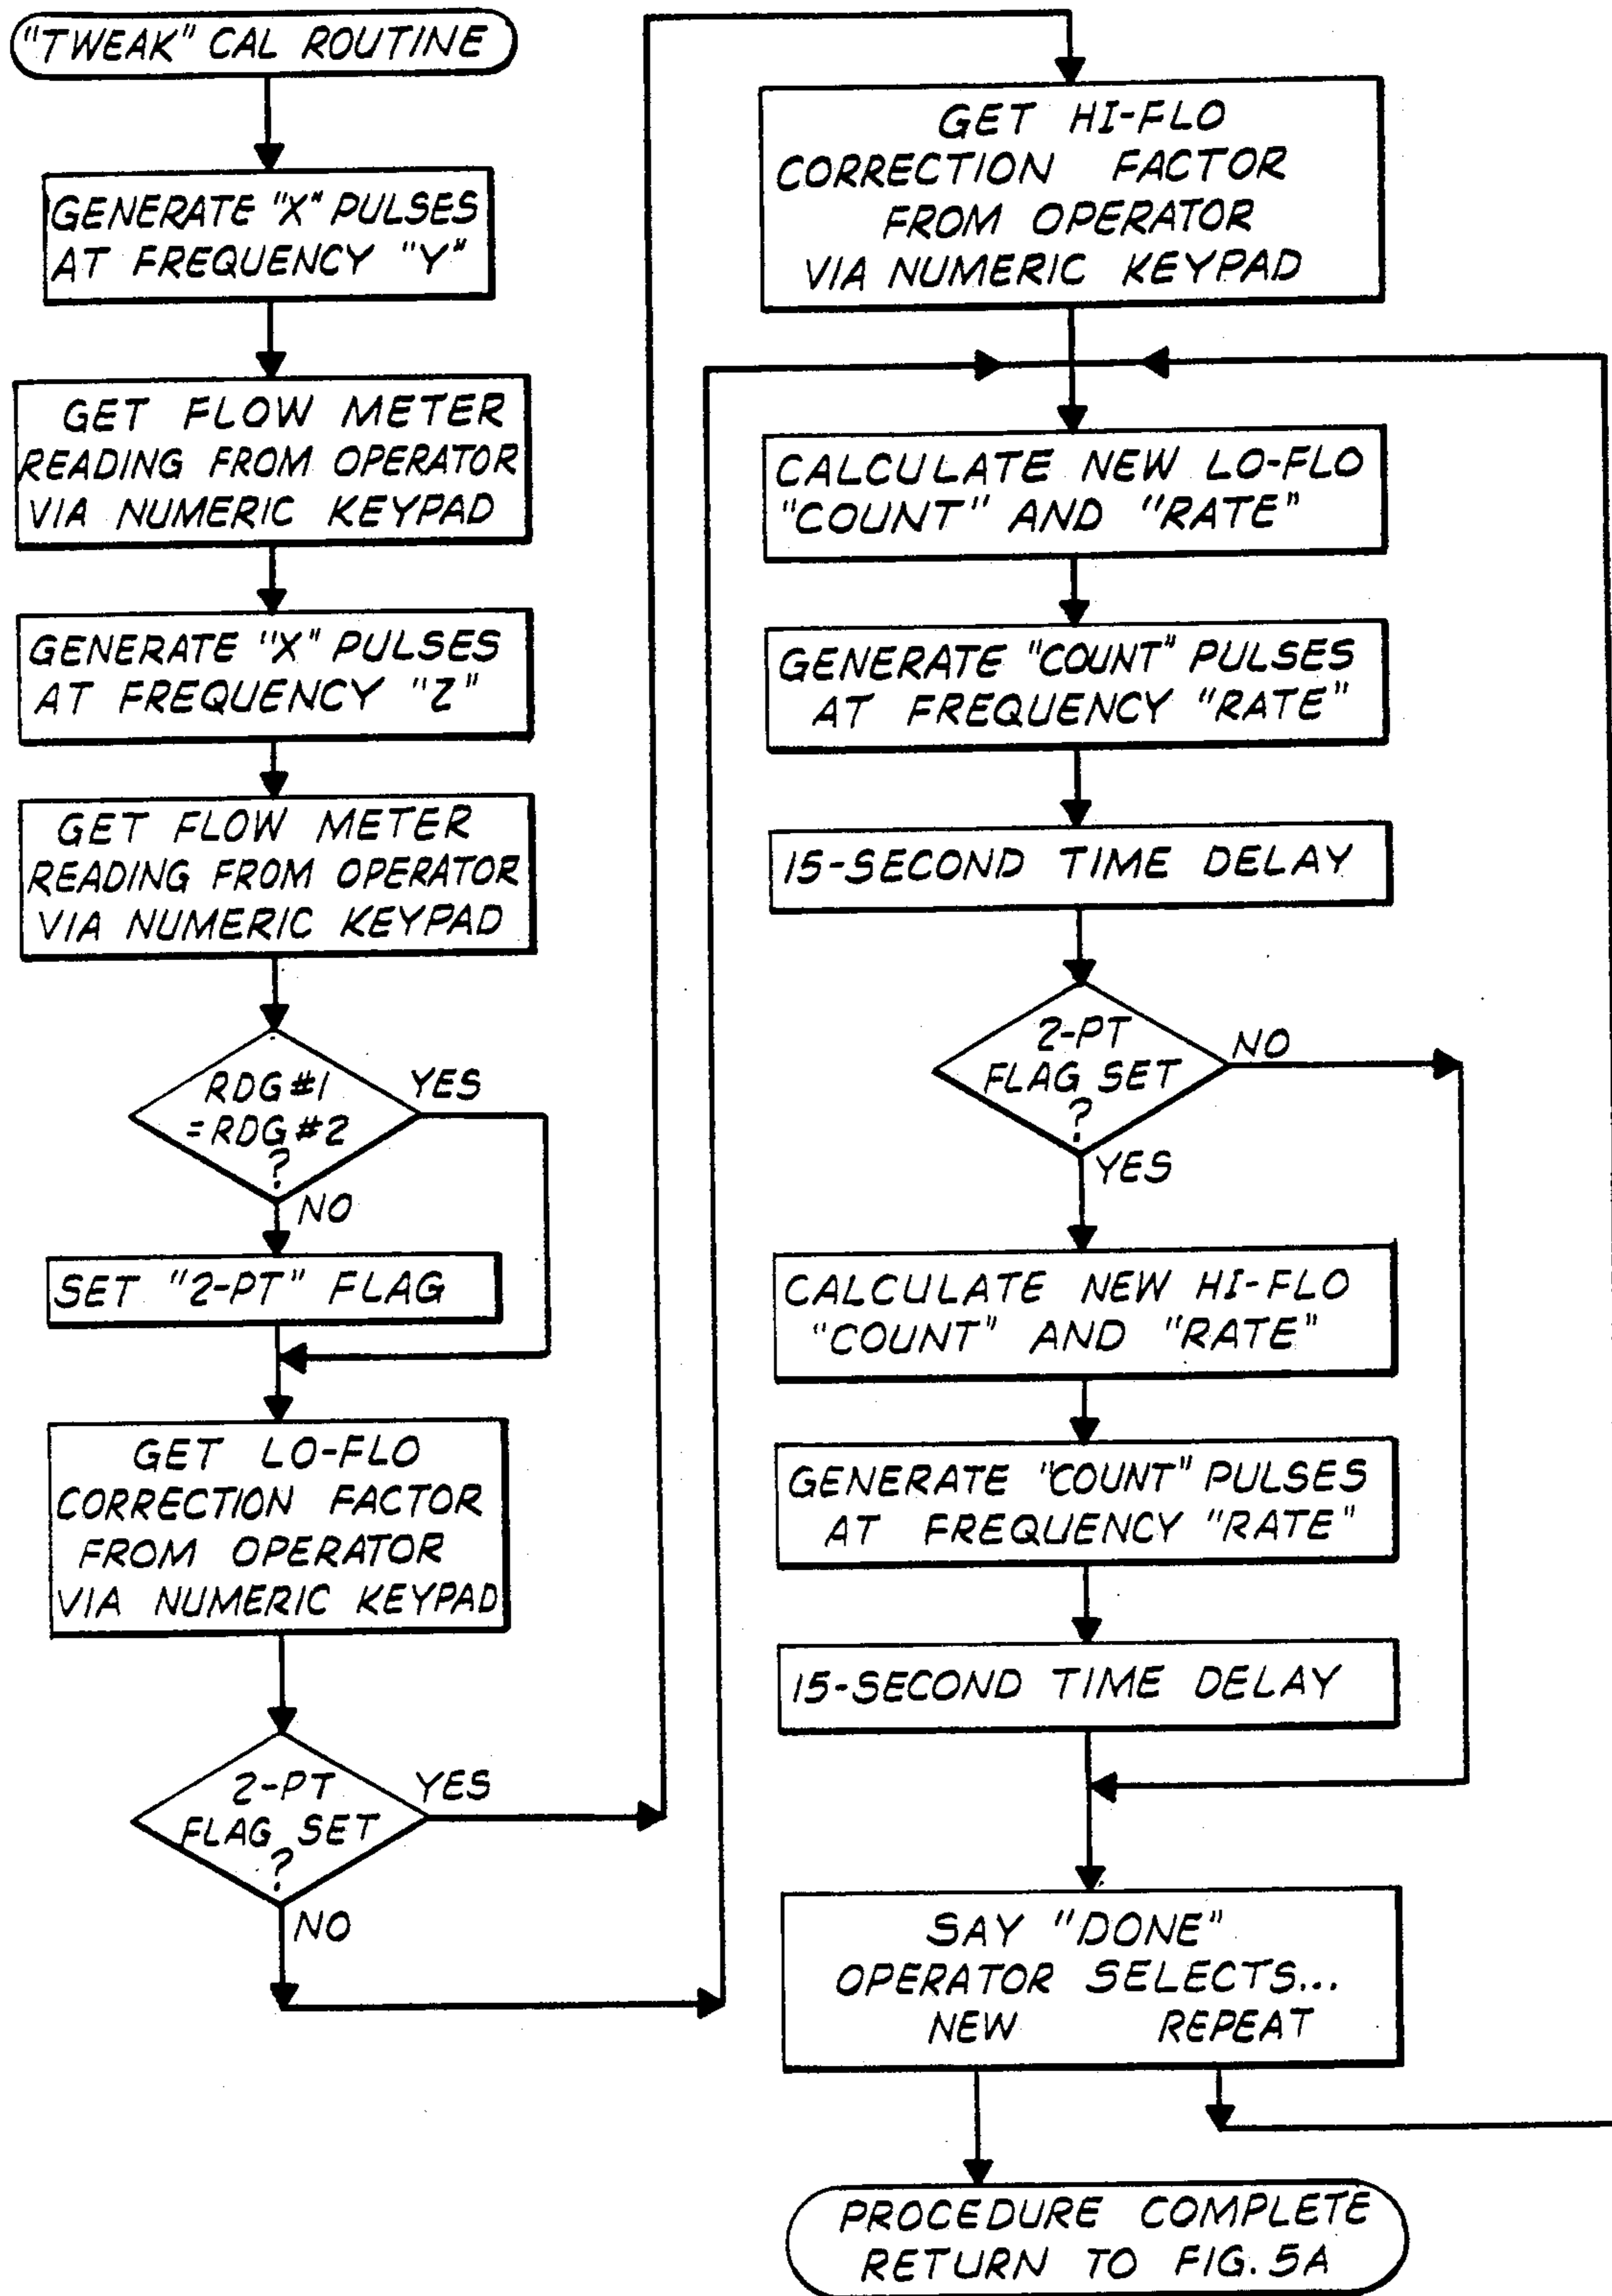 "TWEAK" CAL ROUTINE
GENERATE "X" PULSES
AT FREQUENCY "Y"
GET FLOW METER
READING FROM OPERATOR
VIA NUMERIC KEYPAD
GENERATE "X" PULSES
AT FREQUENCY "Z"
GET FLOW METER
READING FROM OPERATOR
VIA NUMERIC KEYPAD
RDG#1
=RDG#2
?
YES
NO
SET "2-PT" FLAG
GET LO-FLO
CORRECTION FACTOR
FROM OPERATOR
VIA NUMERIC KEYPAD
2-PT
FLAG SET
?
YES
NO
GET HI-FLO
CORRECTION FACTOR
FROM OPERATOR
VIA NUMERIC KEYPAD
CALCULATE NEW LO-FLO
"COUNT" AND "RATE"
GENERATE "COUNT" PULSES
AT FREQUENCY "RATE"
15-SECOND TIME DELAY
2-PT
FLAG SET
?
NO
YES
CALCULATE NEW HI-FLO
"COUNT" AND "RATE"
GENERATE "COUNT" PULSES
AT FREQUENCY "RATE"
15-SECOND TIME DELAY
SAY "DONE"
OPERATOR SELECTS...
NEW REPEAT
PROCEDURE COMPLETE
RETURN TO FIG. 5A